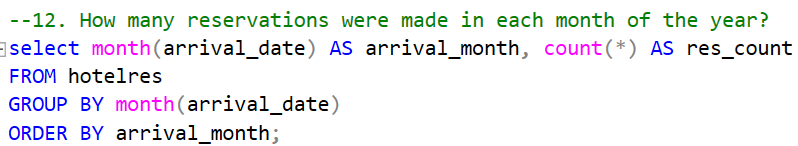 --12. How many reservations were made in each month of the year?
select month(arrival_date) AS arrival_month, count(*) AS res_count
FROM hotelres
GROUP BY month(arrival_date)
ORDER BY arrival_month;